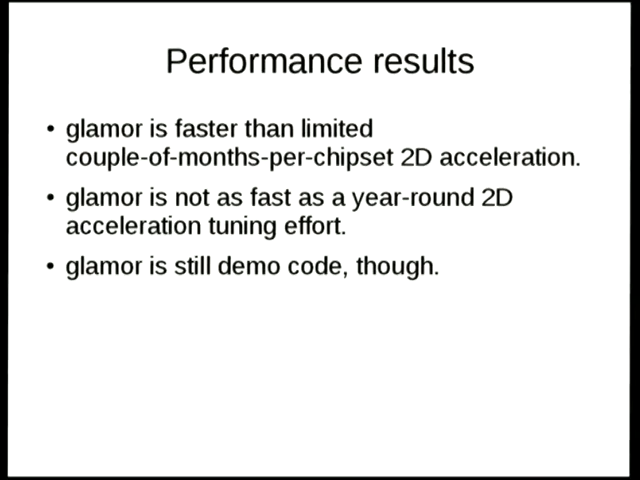 Performance results
• glamor is faster than limited
couple-of-months-per-chipset 2D acceleration.
• glamor is not as fast as a year-round 2D
acceleration tuning effort.
• glamor is still demo code, though.